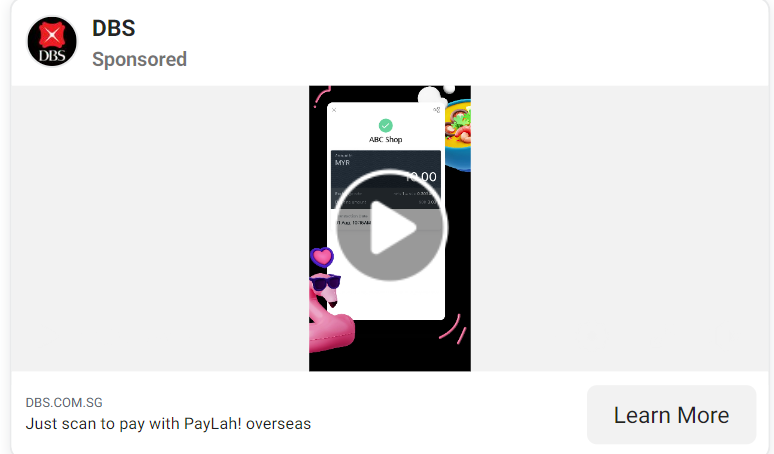 DBS
DBS
Sponsored
ABC Shop
MYR
10.00
DBS.COM.SG
Just scan to pay with PayLah! overseas
Learn More